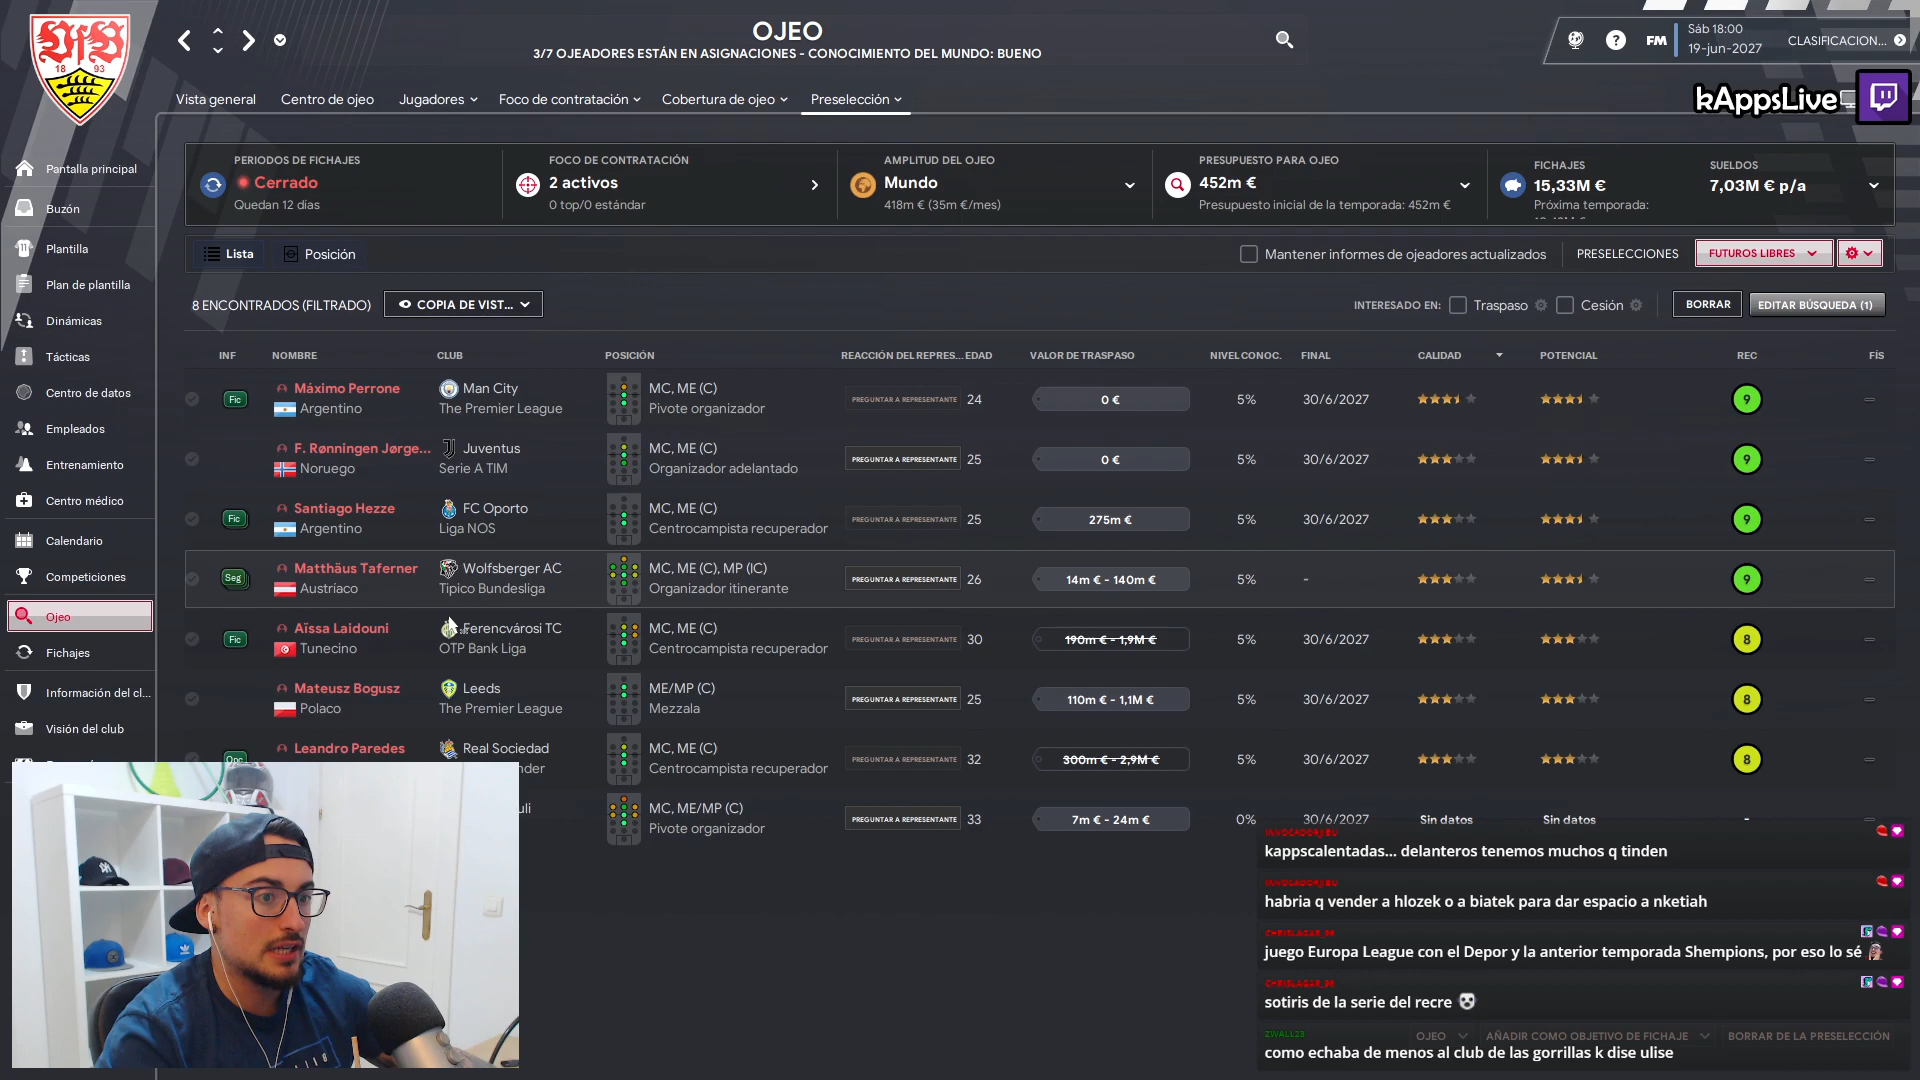 18 93
OJEO
3/7 OJEADORES ESTÁN EN ASIGNACIONES - CONOCIMIENTO DEL MUNDO: BUENO
FM
Sáb 18:00
19-jun-2027
CLASIFICACION...
kAppsLive
Vista general
Centro de ojeo
Jugadores
Foco de contratación
Cobertura de ojeo
Preselección
PERIODOS DE FICHAJES
Cerrado
Quedan 12 días
FOCO DE CONTRATACIÓN
2 activos
0 top/0 estándar
AMPLITUD DEL OJEO
Mundo
418m € (35m €/mes)
PRESUPUESTO PARA OJEO
452m €
Presupuesto inicial de la temporada: 452m €
FICHAJES
15,33M €
Próxima temporada:
SUELDOS
7,03M € p/a
Pantalla principal
Buzón
Plantilla
Plan de plantilla
Dinámicas
Tácticas
Centro de datos
Empleados
Entrenamiento
Centro médico
Calendario
Competiciones
Ojeo
Fichajes
Información del cl...
Visión del club
Lista
Posición
Mantener informes de ojeadores actualizados
PRESELECCIONES
FUTUROS LIBRES
8 ENCONTRADOS (FILTRADO)
COPIA DE VIST...
INTERESADO EN:
Traspaso
Cesión
BORRAR
EDITAR BÚSQUEDA (1)
INF NOMBRE CLUB POSICIÓN REACCIÓN DEL REPRES... EDAD VALOR DE TRASPASO NIVEL CONOC. FINAL CALIDAD POTENCIAL REC FÍS
Fic Máximo Perrone Man City MC, ME (C) PREGUNTAR A REPRESENTANTE 24 0 € 5% 30/6/2027 9
Argentino The Premier League Pivote organizador
F. Rønningen Jørge... Juventus MC, ME (C) PREGUNTAR A REPRESENTANTE 25 0 € 5% 30/6/2027 9
Noruego Serie A TIM Organizador adelantado
Fic Santiago Hezze FC Oporto MC, ME (C) PREGUNTAR A REPRESENTANTE 25 275m € 5% 30/6/2027 9
Argentino Liga NOS Centrocampista recuperador
Seg Matthäus Taferner Wolfsberger AC MC, ME (C), MP (IC) PREGUNTAR A REPRESENTANTE 26 14m € - 140m € 5% - 9
Austríaco Tipico Bundesliga Organizador itinerante
Fic Aïssa Laidouni Ferencvárosi TC MC, ME (C) PREGUNTAR A REPRESENTANTE 30 190m € - 1,9M € 5% 30/6/2027 8
Tunecino OTP Bank Liga Centrocampista recuperador
Mateusz Bogusz Leeds ME/MP (C) PREGUNTAR A REPRESENTANTE 25 110m € - 1,1M € 5% 30/6/2027 8
Polaco The Premier League Mezzala
Leandro Paredes Real Sociedad MC, ME (C) PREGUNTAR A REPRESENTANTE 32 300m € - 2,9M € 5% 30/6/2027 8
nder Centrocampista recuperador
uli MC, ME/MP (C) PREGUNTAR A REPRESENTANTE 33 7m € - 24m € 0% 30/6/2027 Sin datos Sin datos -
Pivote organizador
kappscalentadas... delanteros tenemos muchos q tinden
habria q vender a hlozek o a biatek para dar espacio a nketiah
juego Europa League con el Depor y la anterior temporada Shempions, por eso lo sé
sotiris de la serie del recre
ZWALL23
OJEO
AÑADIR COMO OBJETIVO DE FICHAJE
BORRAR DE LA PRESELECCIÓN
como echaba de menos al club de las gorrillas k dise ulise